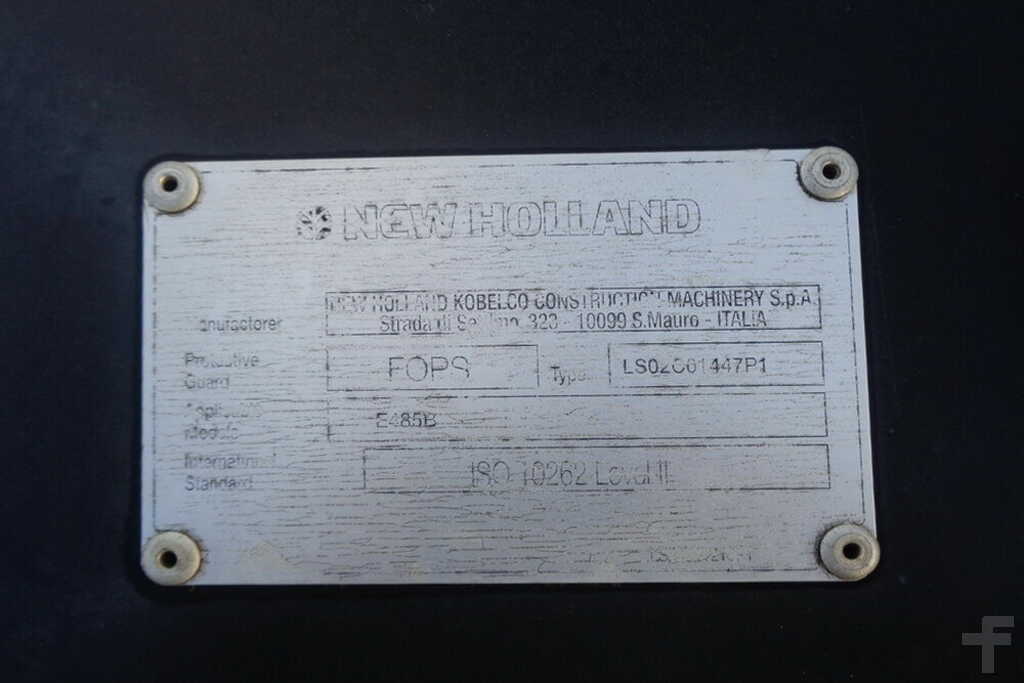 NEW HOLLAND
Manufacturer
NEW HOLLAND KOBELCO CONSTRUCTION MACHINERY S.p.A.
Strada di 323 - 10099 S.Mauro - ITALIA
Protective Guard
FOPS
Type
LS02C01447P1
Model
E485B
International Standard
ISO 10262 Level II